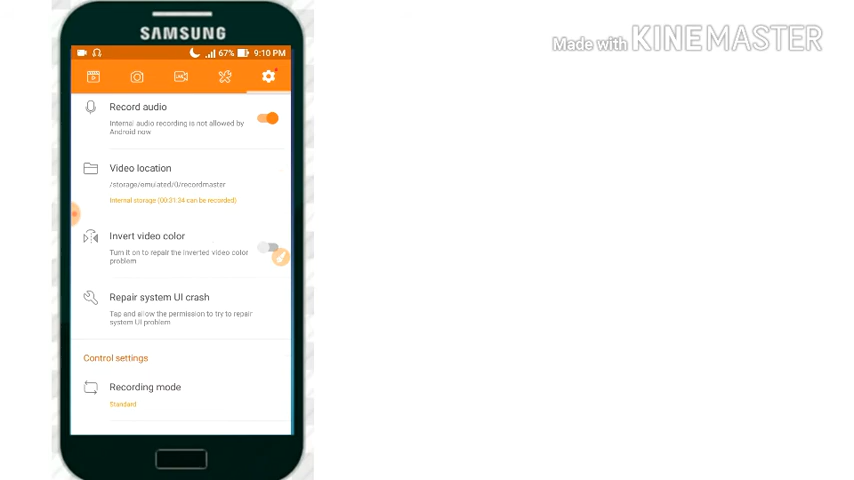 Made with KINEMASTER
SAMSUNG
67% 9:10 PM
Record audio
Internal audio recording is not allowed by
Android now
Video location
/storage/emulated/0/recordmaster
Internal storage (00:31:34 can be recorded)
Invert video color
Turn it on to repair the inverted video color
problem
Repair system UI crash
Tap and allow the permission to try to repair
system UI problem
Control settings
Recording mode
Standard